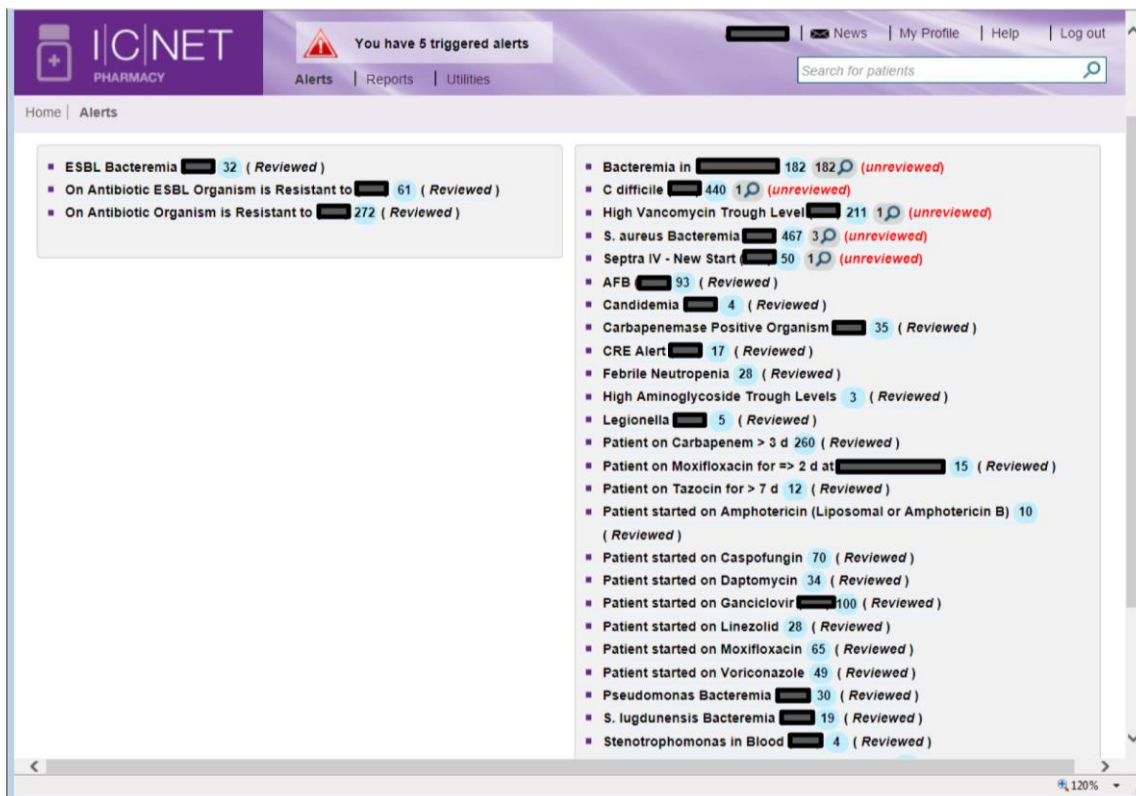 I|C|NET
PHARMACY
You have 5 triggered alerts
Alerts | Reports | Utilities
| News | My Profile | Help | Log out
Search for patients
Home | Alerts
ESBL Bacteremia 32 ( Reviewed )
On Antibiotic ESBL Organism is Resistant to 61 ( Reviewed )
On Antibiotic Organism is Resistant to 272 ( Reviewed )
Bacteremia in 182 182 (unreviewed)
C difficile 440 1 (unreviewed)
High Vancomycin Trough Level 211 1 (unreviewed)
S. aureus Bacteremia 467 3 (unreviewed)
Septra IV - New Start ( 50 1 (unreviewed)
AFB ( 93 ( Reviewed )
Candidemia 4 ( Reviewed )
Carbapenemase Positive Organism 35 ( Reviewed )
CRE Alert 17 ( Reviewed )
Febrile Neutropenia 28 ( Reviewed )
High Aminoglycoside Trough Levels 3 ( Reviewed )
Legionella 5 ( Reviewed )
Patient on Carbapenem > 3 d 260 ( Reviewed )
Patient on Moxifloxacin for => 2 d at 15 ( Reviewed )
Patient on Tazocin for > 7 d 12 ( Reviewed )
Patient started on Amphotericin (Liposomal or Amphotericin B) 10
( Reviewed )
Patient started on Caspofungin 70 ( Reviewed )
Patient started on Daptomycin 34 ( Reviewed )
Patient started on Ganciclovir 100 ( Reviewed )
Patient started on Linezolid 28 ( Reviewed )
Patient started on Moxifloxacin 65 ( Reviewed )
Patient started on Voriconazole 49 ( Reviewed )
Pseudomonas Bacteremia 30 ( Reviewed )
S. lugdunensis Bacteremia 19 ( Reviewed )
Stenotrophomonas in Blood 4 ( Reviewed )
120%